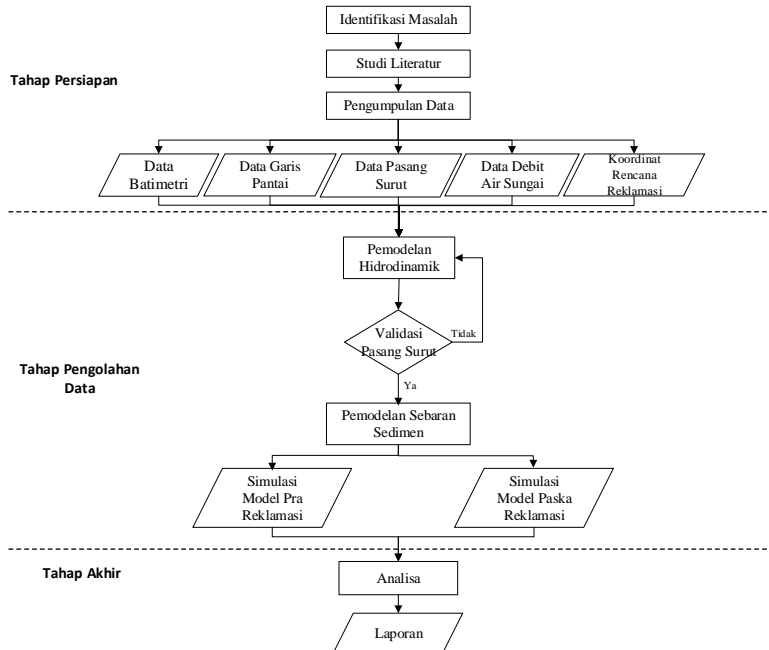 Identifikasi Masalah
Studi Literatur
Tahap Persiapan
Pengumpulan Data
Data
Batimetri
Data Garis
Pantai
Data Pasang
Surut
Data Debit
Air Sungai
Koordinat
Rencana
Reklamasi
Pemodelan
Hidrodinamik
Validasi
Pasang Surut
Tidak
Ya
Tahap Pengolahan
Data
Pemodelan Sebaran
Sedimen
Simulasi
Model Pra
Reklamasi
Simulasi
Model Paska
Reklamasi
Tahap Akhir
Analisa
Laporan